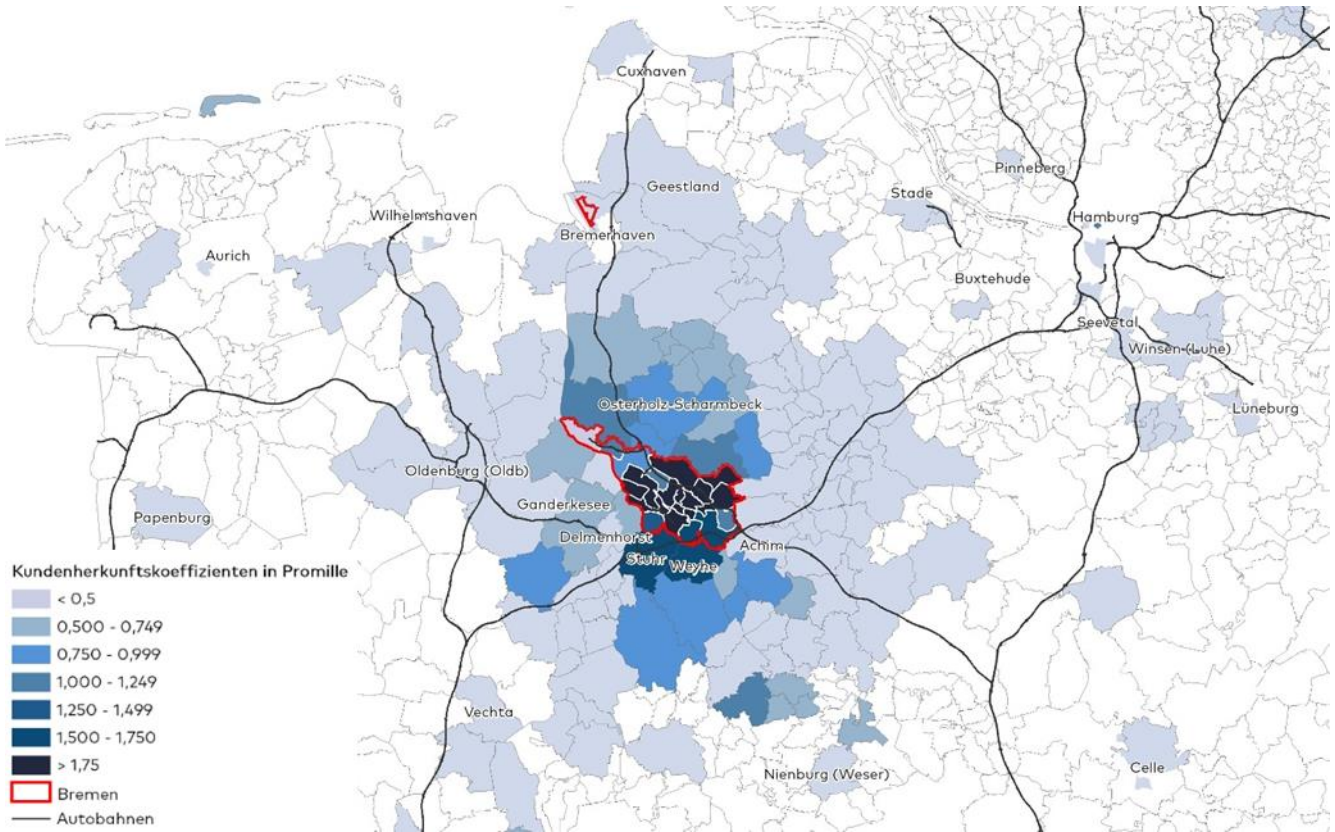 Cuxhaven
Pinneberg
Geestland
Stade
Wilhelmshaven
Hamburg
Bremerhaven
Aurich
Buxtehude
Seevetal
Winsen (Luhe)
Osterholz-Scharmbeck
Lüneburg
Oldenburg (Oldb)
Ganderkesee
Papenburg
Delmenhorst
Achim
Stuhr
Weyhe
Kundenherkunftskoeffizienten in Promille
< 0,5
0,500 - 0,749
0,750 - 0,999
1,000 - 1,249
1,250 - 1,499
1,500 - 1,750
> 1,75
Bremen
Autobahnen
Vechta
Nienburg (Weser)
Celle